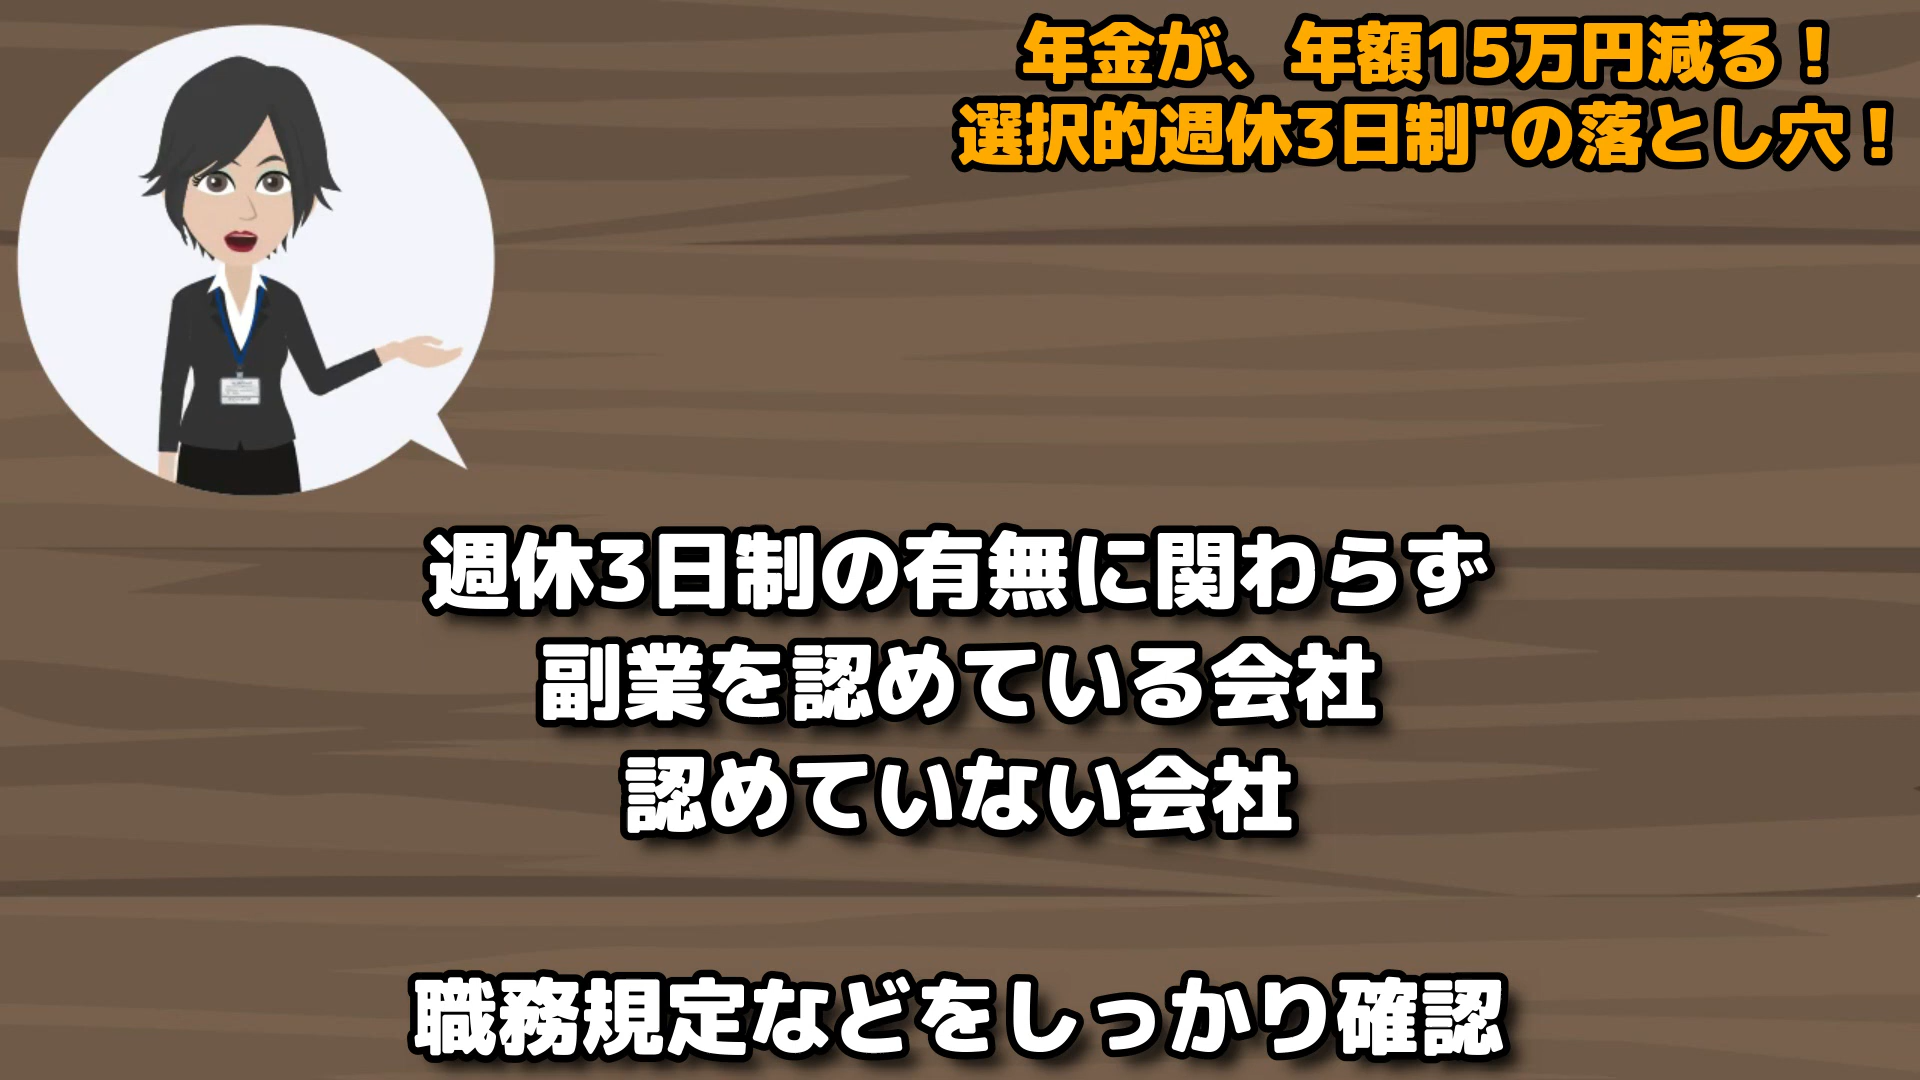 年金が、年額15万円減る！
選択的週休3日制"の落とし穴！
週休3日制の有無に関わらず
副業を認めている会社
認めていない会社
職務規定などをしっかり確認